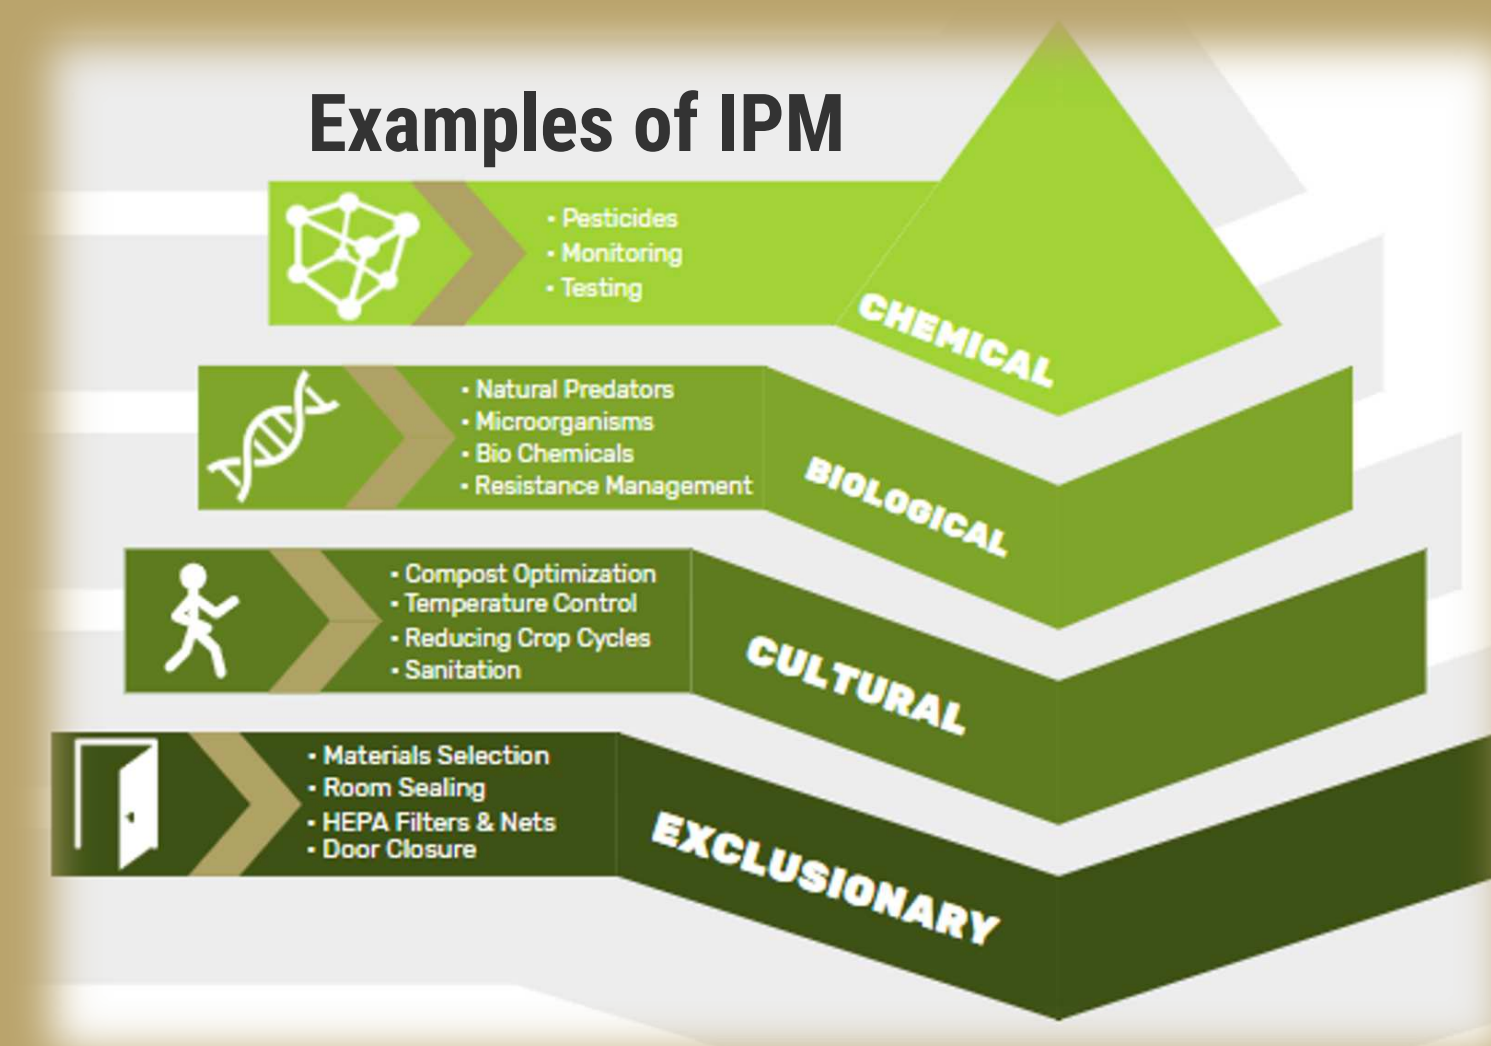 Examples of IPM
- Pesticides
- Monitoring
- Testing
CHEMICAL
- Natural Predators
- Microorganisms
- Bio Chemicals
- Resistance Management
BIOLOGICAL
- Compost Optimization
- Temperature Control
- Reducing Crop Cycles
- Sanitation
CULTURAL
- Materials Selection
- Room Sealing
- HEPA Filters & Nets
- Door Closure
EXCLUSIONARY